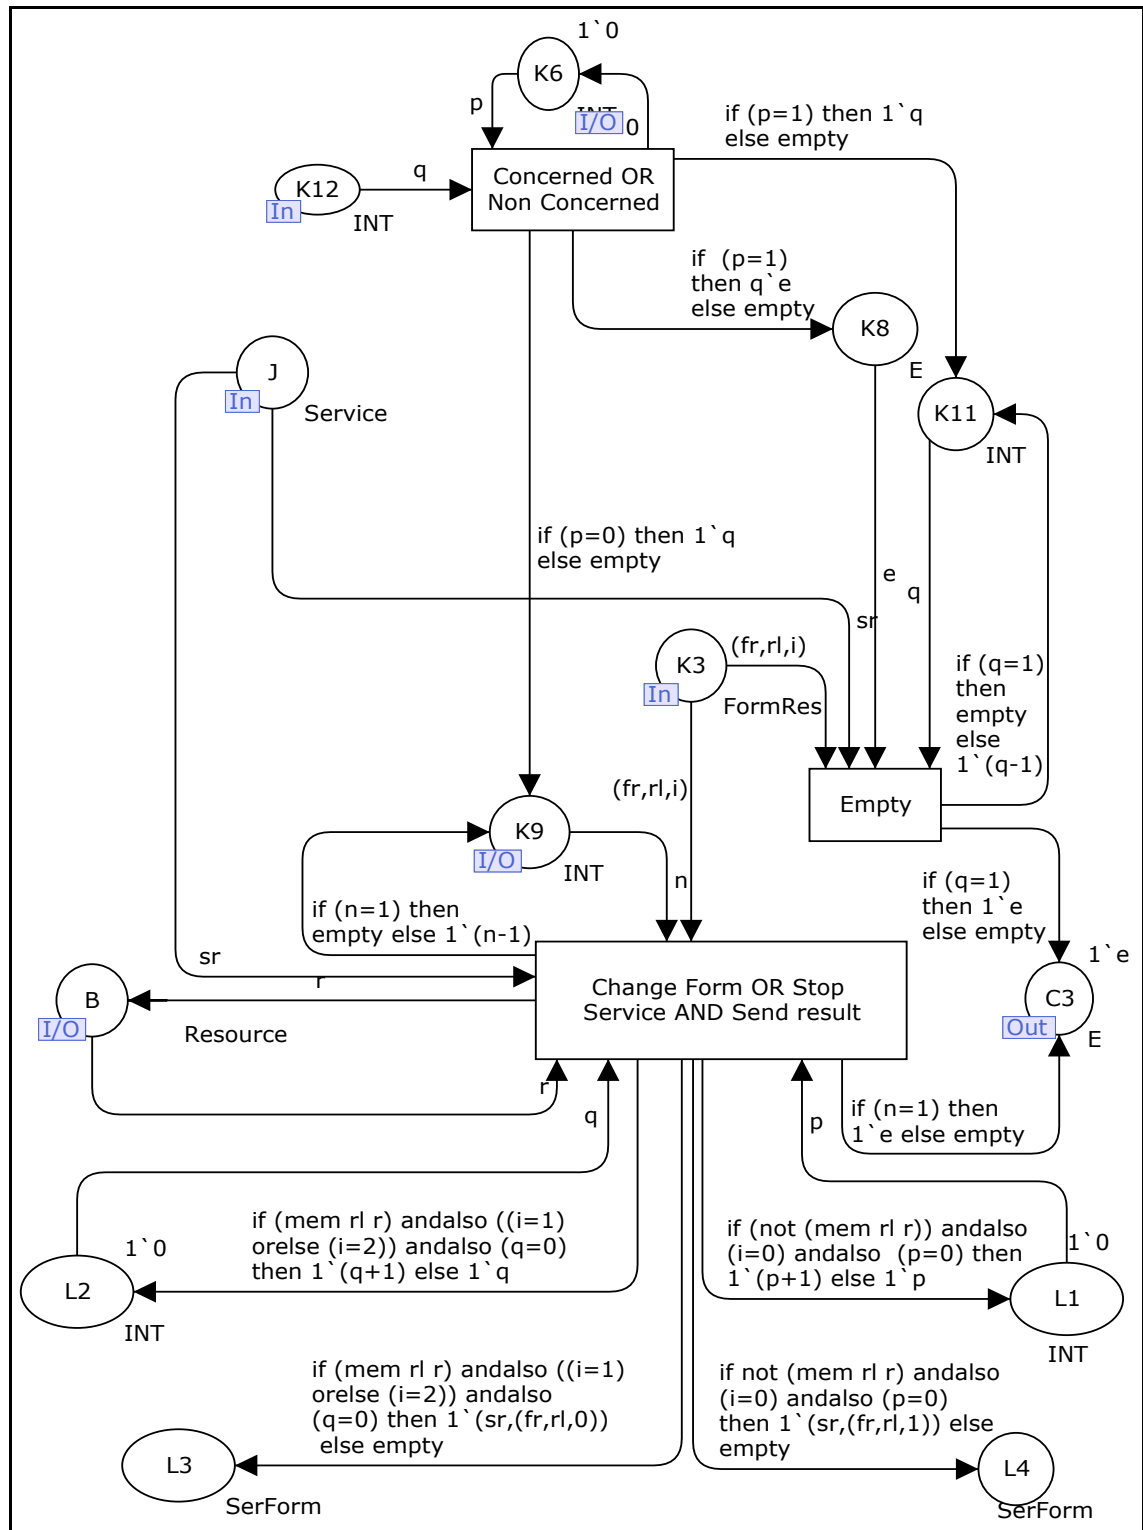 1`0
K6
p
INT
I/O
0
if (p=1) then 1`q
else empty
K12
In
INT
q
Concerned OR
Non Concerned
if (p=1)
then q`e
else empty
K8
E
J
In
Service
K11
INT
if (p=0) then 1`q
else empty
e
q
sr
K3
In
(fr,rl,i)
FormRes
if (q=1)
then
empty
else
1`(q-1)
(fr,rl,i)
Empty
K9
I/O
INT
n
if (n=1) then
empty else 1`(n-1)
if (q=1)
then 1`e
else empty
1`e
C3
Out
E
sr
r
B
I/O
Resource
Change Form OR Stop
Service AND Send result
r
q
p
if (n=1) then
1`e else empty
if (mem rl r) andalso ((i=1)
orelse (i=2)) andalso (q=0)
then 1`(q+1) else 1`q
1`0
L2
INT
if (not (mem rl r)) andalso
(i=0) andalso (p=0) then
1`(p+1) else 1`p
1`0
L1
INT
if (mem rl r) andalso ((i=1)
orelse (i=2)) andalso
(q=0) then 1`(sr,(fr,rl,0))
else empty
L3
SerForm
if not (mem rl r) andalso
(i=0) andalso (p=0)
then 1`(sr,(fr,rl,1)) else
empty
L4
SerForm